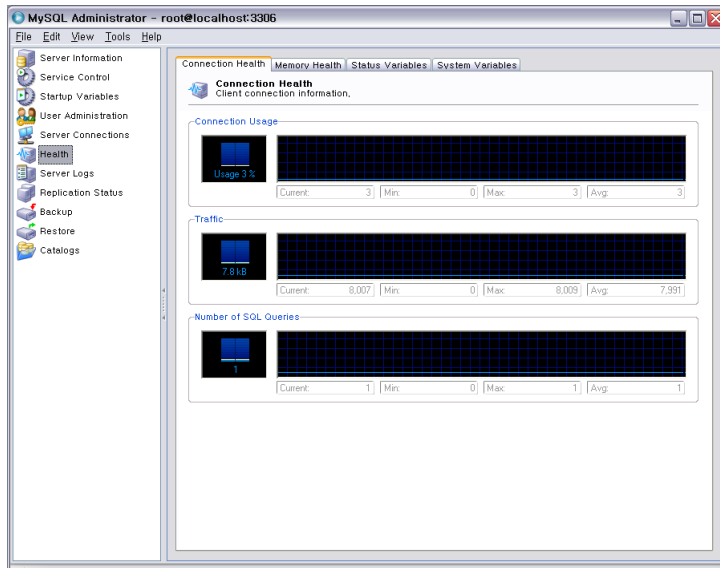 MySQL Administrator - root@localhost:3306
File Edit View Tools Help
Server Information
Service Control
Startup Variables
User Administration
Server Connections
Health
Server Logs
Replication Status
Backup
Restore
Catalogs
Connection Health Memory Health Status Variables System Variables
Connection Health
Client connection information,
Connection Usage
Usage 3 %
Current: 3 Min: 0 Max: 3 Avg: 3
Traffic
7.8 kB
Current: 8,007 Min: 0 Max: 8,009 Avg: 7,991
Number of SQL Queries
1
Current: 1 Min: 0 Max: 1 Avg: 1